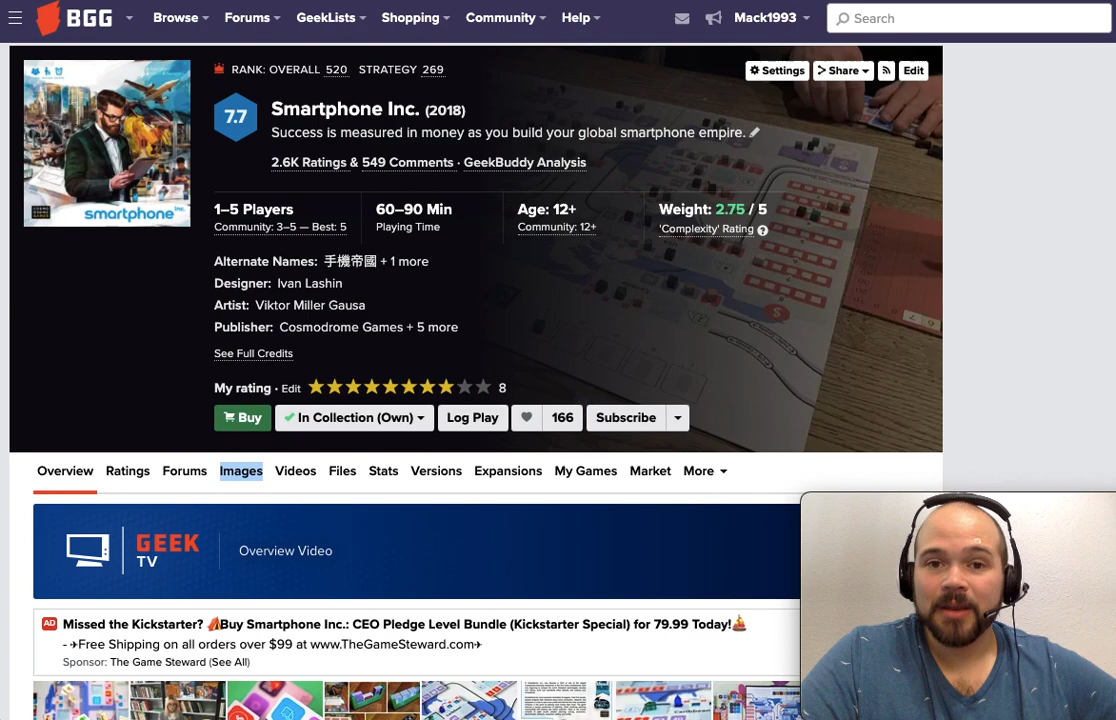 BGG Browse Forums GeekLists Shopping Community Help Mack1993 Search
RANK: OVERALL 520 STRATEGY 269
Settings Share Edit
7.7 Smartphone Inc. (2018)
Success is measured in money as you build your global smartphone empire.
2.6K Ratings & 549 Comments · GeekBuddy Analysis
smartphone inc.
1–5 Players 60–90 Min Age: 12+ Weight: 2.75 / 5
Community: 3–5 — Best: 5 Playing Time Community: 12+ 'Complexity' Rating
Alternate Names: 手機帝國 + 1 more
Designer: Ivan Lashin
Artist: Viktor Miller Gausa
Publisher: Cosmodrome Games + 5 more
See Full Credits
My rating · Edit 8
Buy In Collection (Own) Log Play 166 Subscribe
Overview Ratings Forums Images Videos Files Stats Versions Expansions My Games Market More
GEEK
TV
Overview Video
AD Missed the Kickstarter? Buy Smartphone Inc.: CEO Pledge Level Bundle (Kickstarter Special) for 79.99 Today!
- ✈Free Shipping on all orders over $99 at www.TheGameSteward.com✈
Sponsor: The Game Steward (See All)